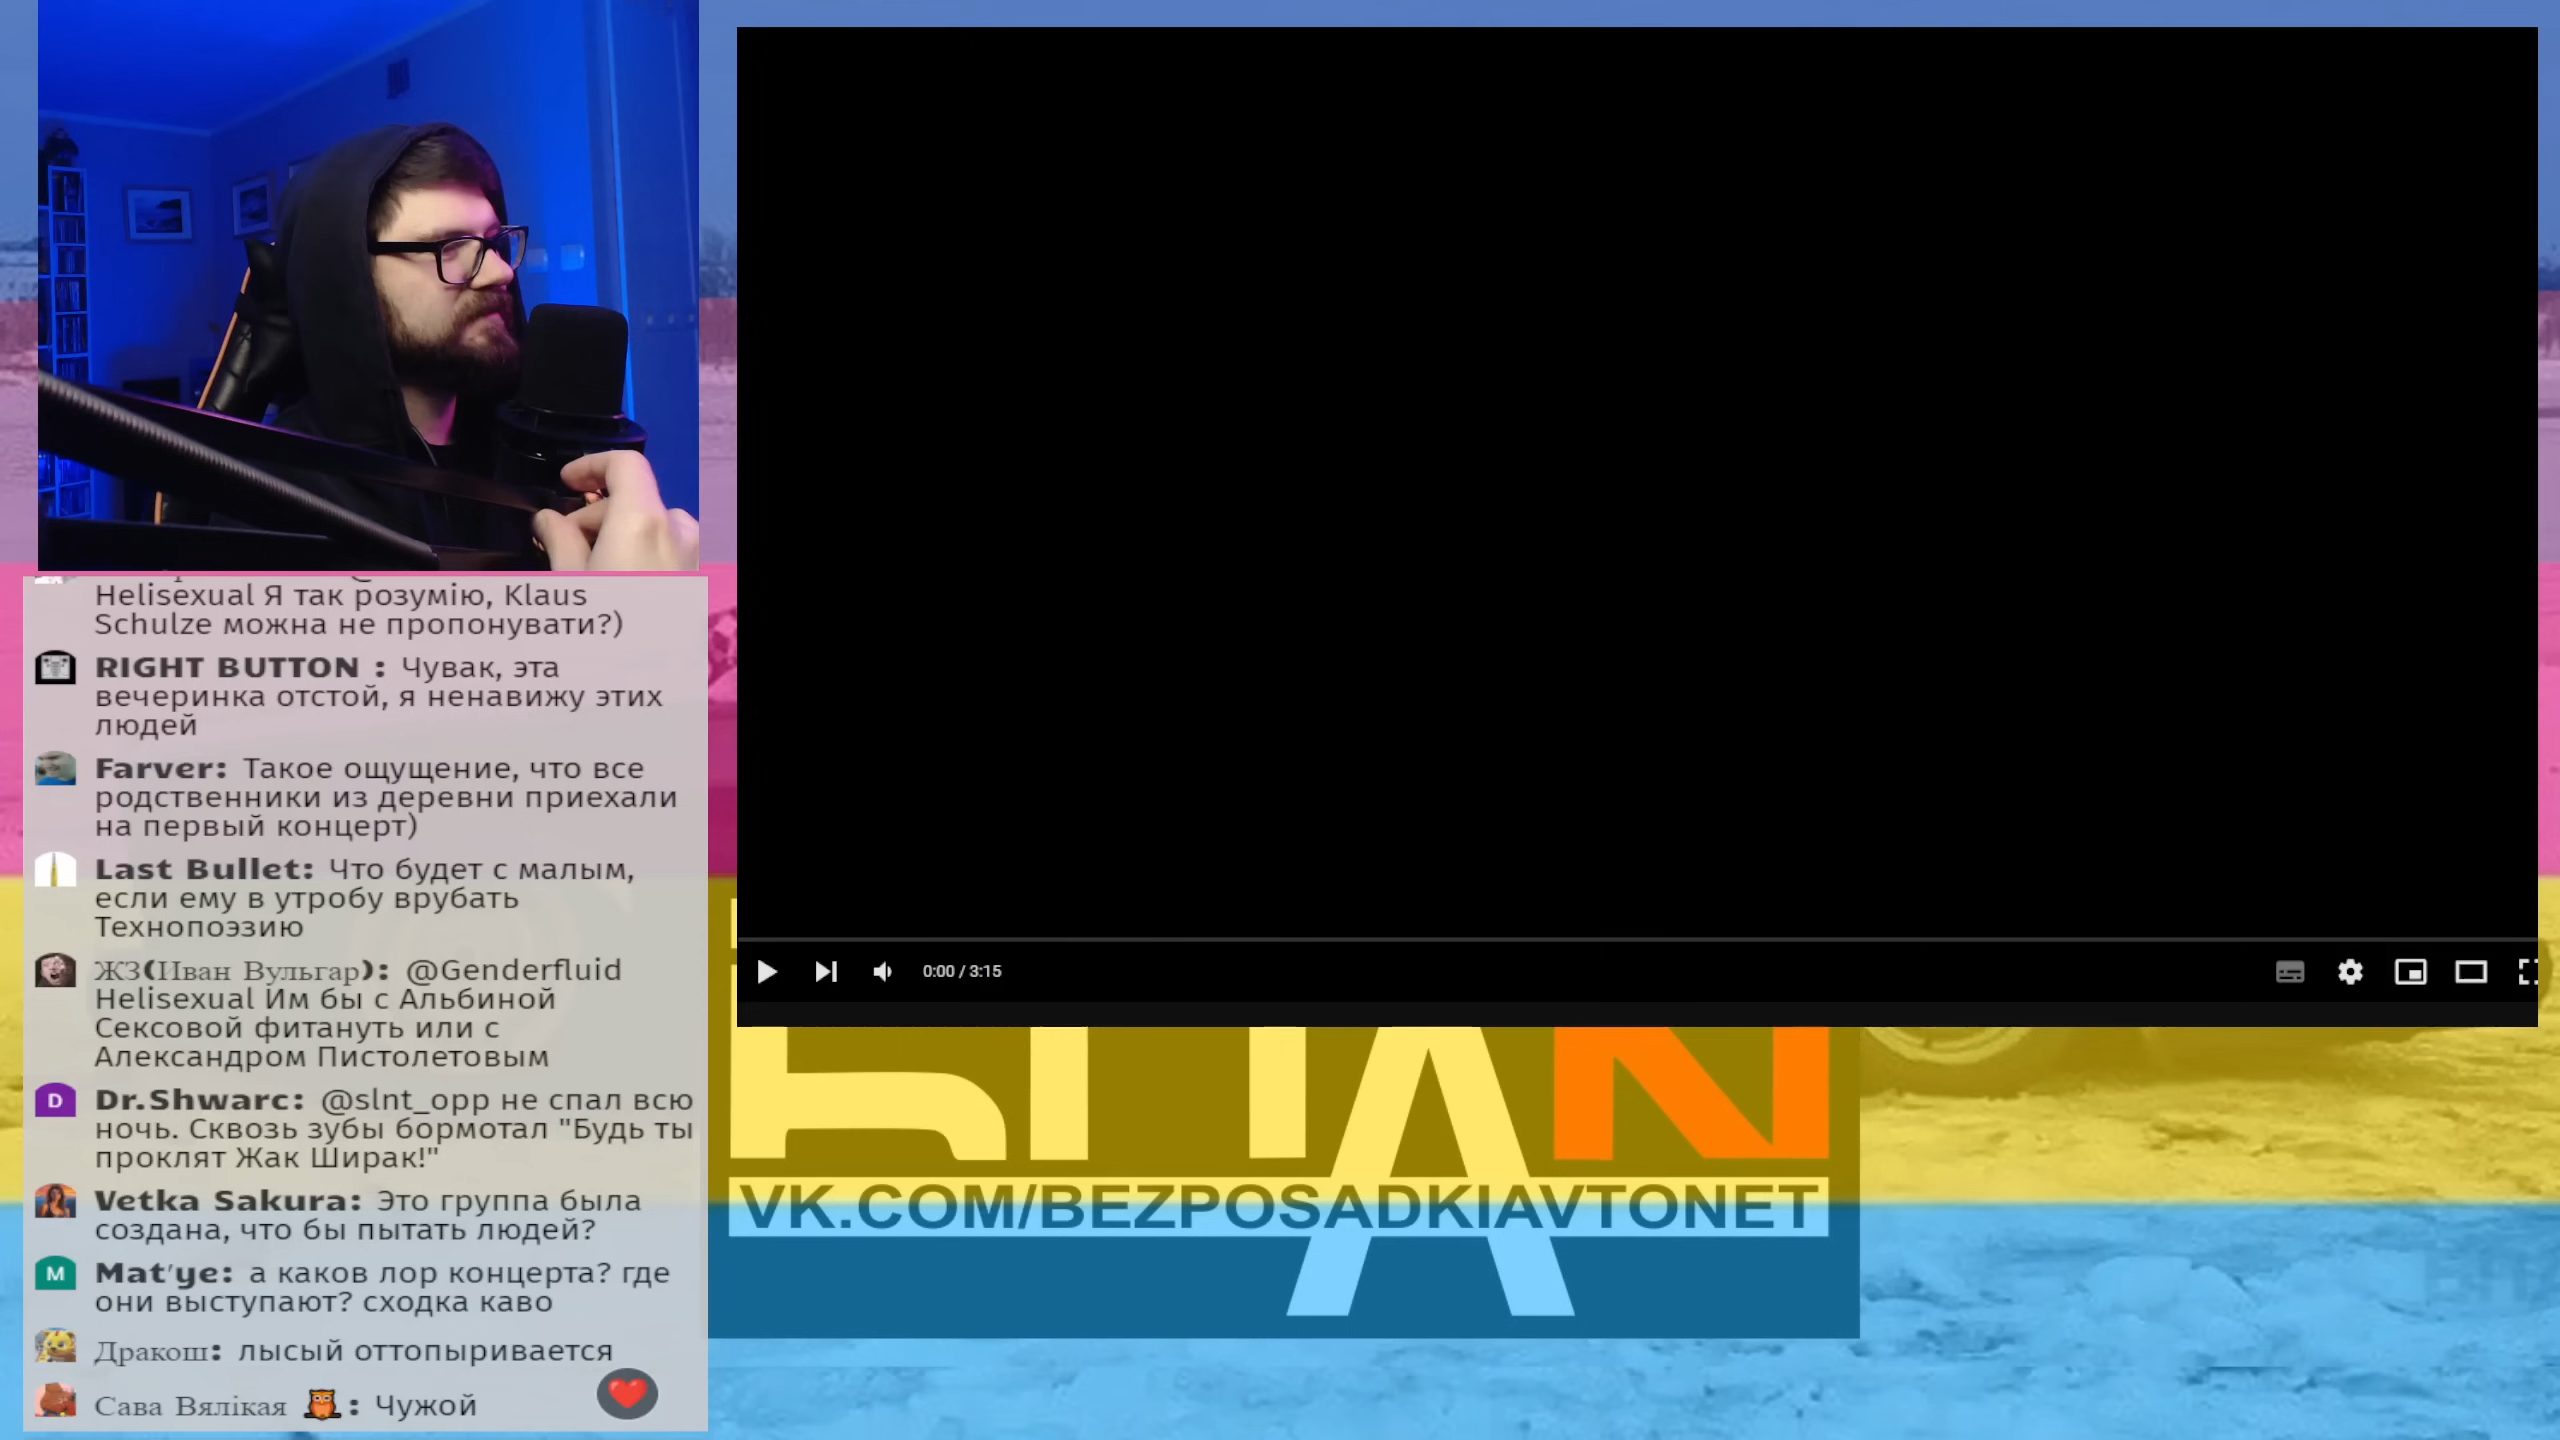 Helisexual Я так розумію, Klaus
Schulze можна не пропонувати?)
RIGHT BUTTON : Чувак, эта
вечеринка отстой, я ненавижу этих
людей
Farver: Такое ощущение, что все
родственники из деревни приехали
на первый концерт)
Last Bullet: Что будет с малым,
если ему в утробу врубать
Технопоэзию
ЖЗ(Иван Вульгар): @Genderfluid
Helisexual Им бы с Альбиной
Сексовой фитануть или с
Александром Пистолетовым
D Dr.Shwarc: @slnt_opp не спал всю
ночь. Сквозь зубы бормотал "Будь ты
проклят Жак Ширак!"
Vetka Sakura: Это группа была
создана, что бы пытать людей?
M Mat'ye: а каков лор концерта? где
они выступают? сходка каво
Дракош: лысый оттопыривается
Сава Вялікая 🦉: Чужой
0:00 / 3:15
VK.COM/BEZPOSADKIAVTONET